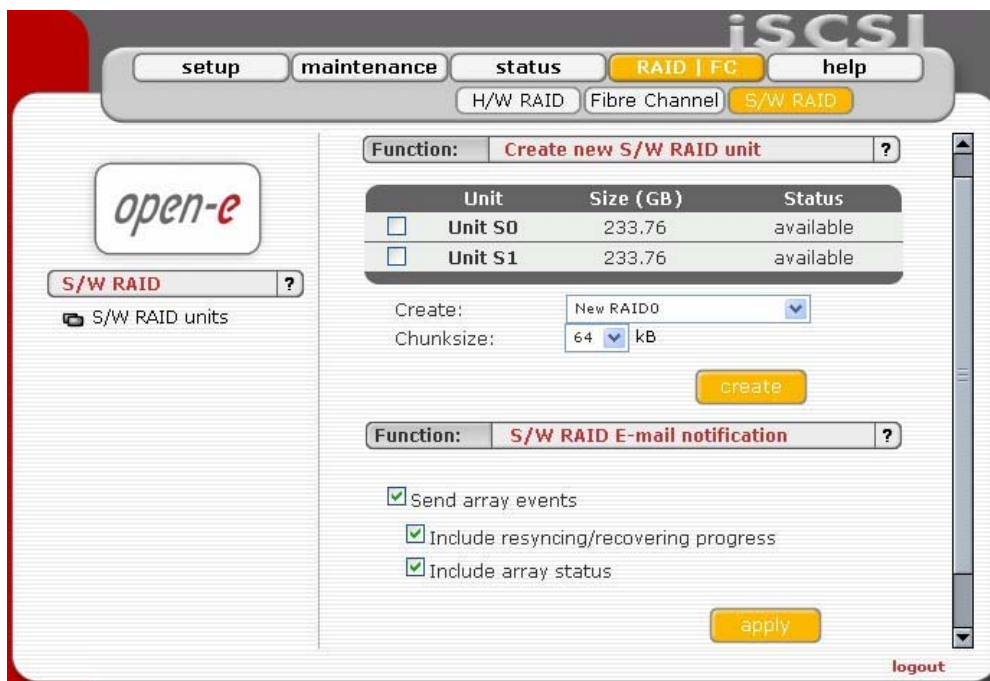 iSCSI
setup maintenance status RAID | FC help
H/W RAID Fibre Channel S/W RAID
open-e
S/W RAID ?
S/W RAID units
Function: Create new S/W RAID unit ?
Unit Size (GB) Status
Unit S0 233.76 available
Unit S1 233.76 available
Create: New RAID0
Chunksize: 64 kB
create
Function: S/W RAID E-mail notification ?
Send array events
Include resyncing/recovering progress
Include array status
apply
logout